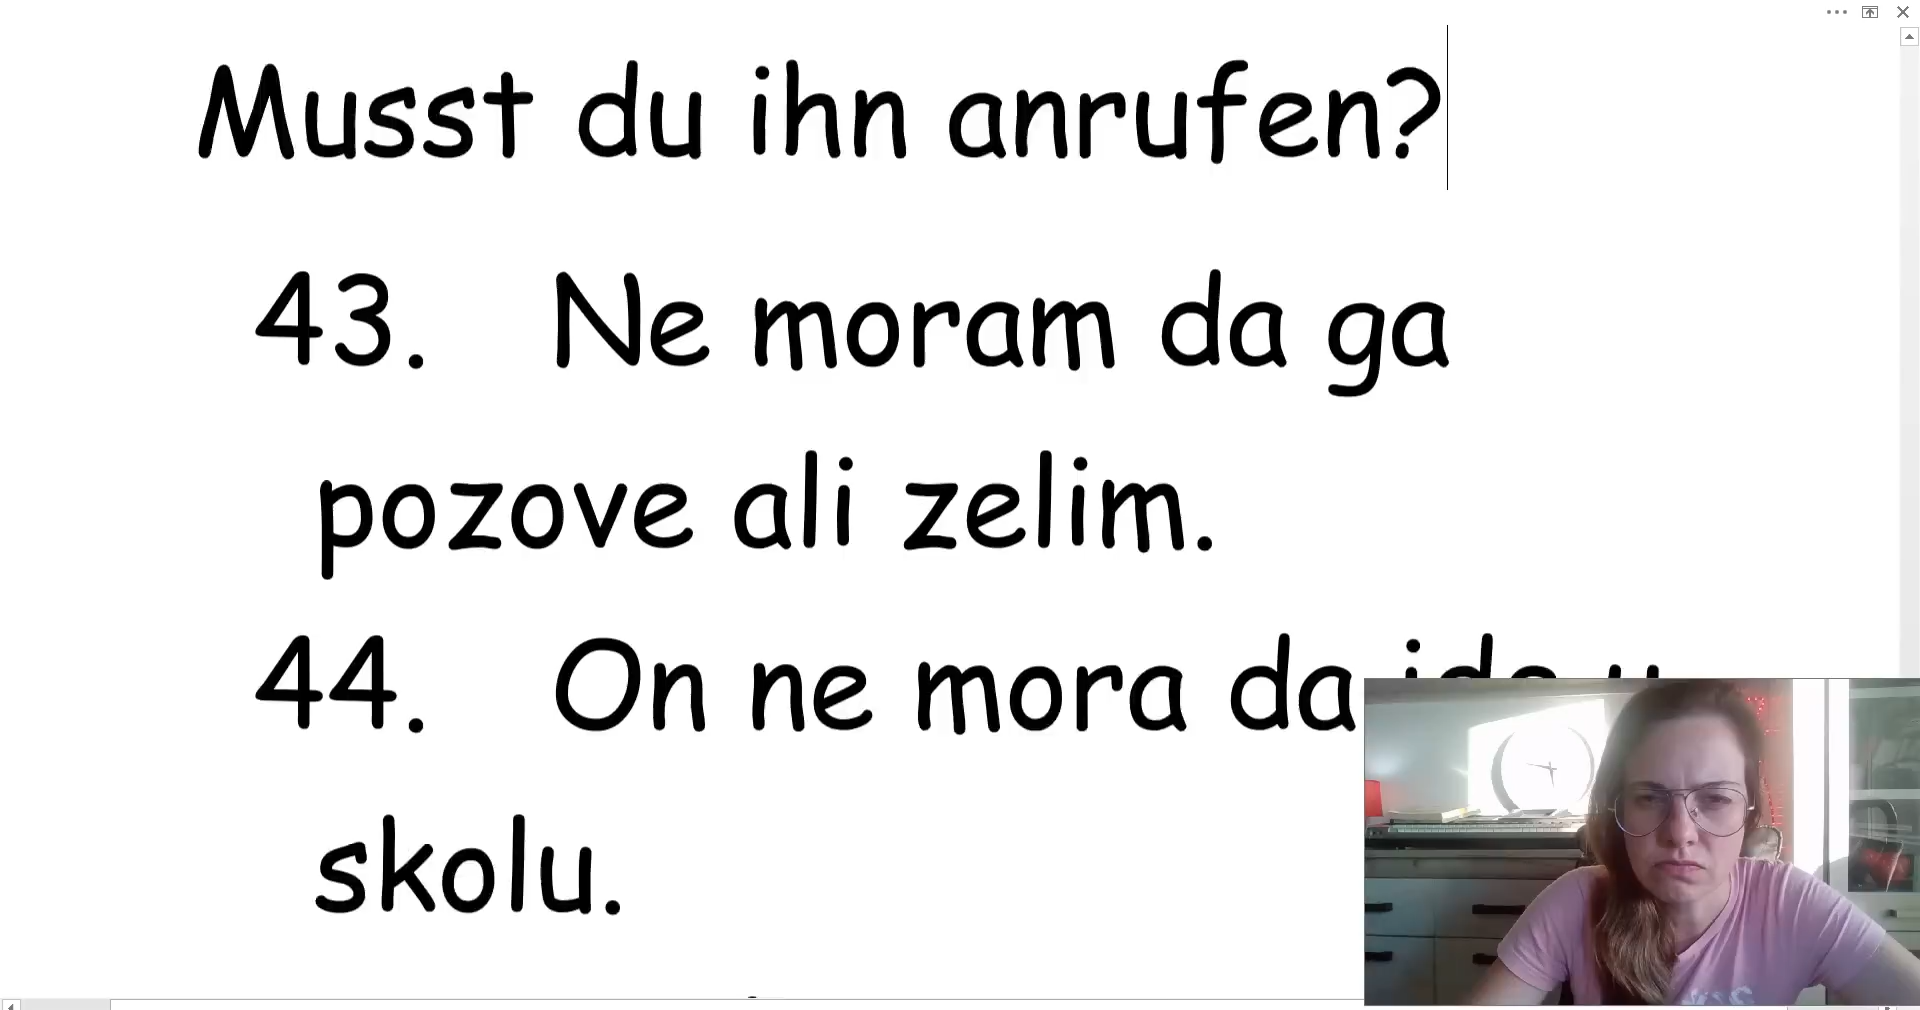 Musst du ihn anrufen?
43. Ne moram da ga
pozove ali zelim.
44. On ne mora da
skolu.